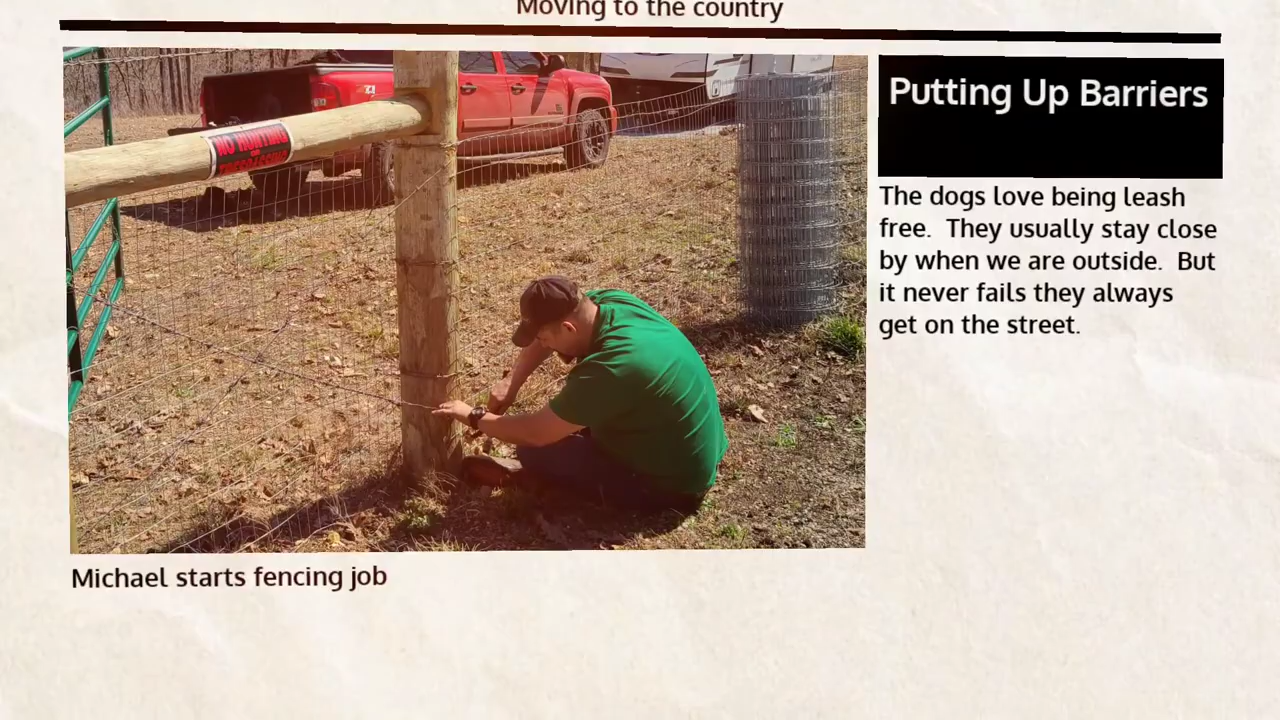 Moving to the country
NO HUNTING
OR
TRESPASSING
Putting Up Barriers
The dogs love being leash
free.  They usually stay close
by when we are outside.  But
it never fails they always
get on the street.
Michael starts fencing job